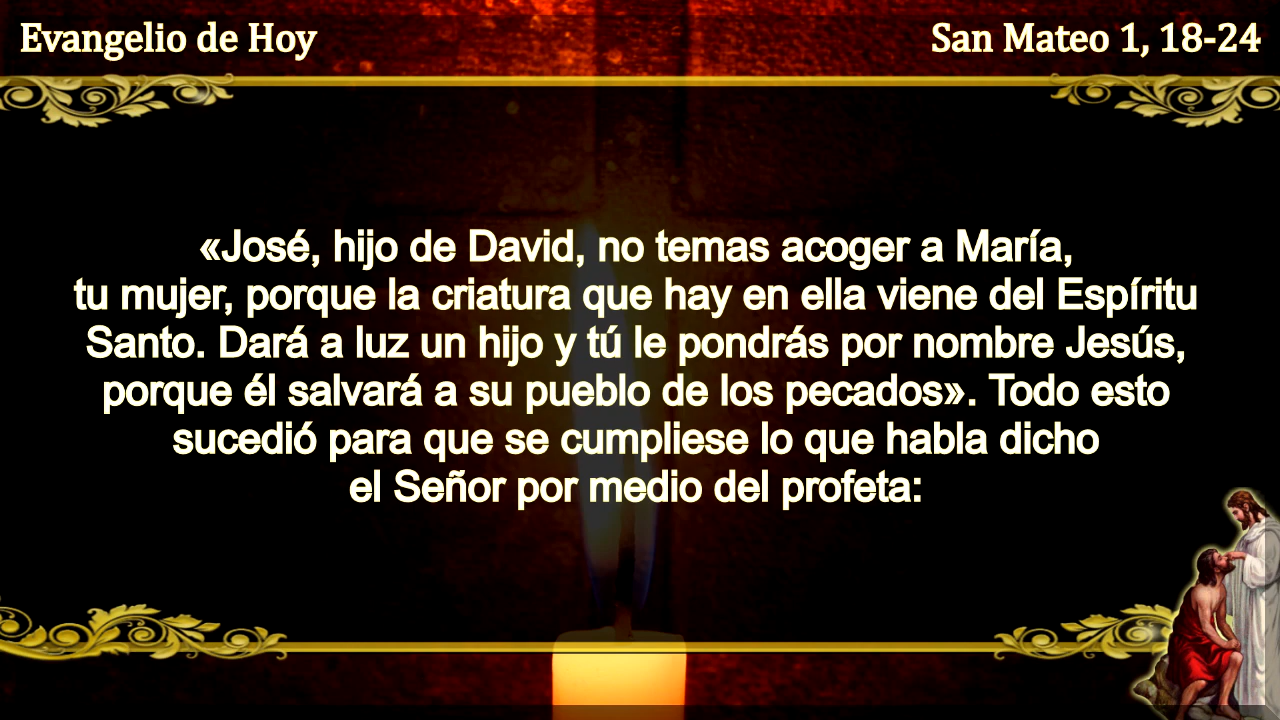 Evangelio de Hoy
San Mateo 1, 18-24
«José, hijo de David, no temas acoger a María,
tu mujer, porque la criatura que hay en ella viene del Espíritu
Santo. Dará a luz un hijo y tú le pondrás por nombre Jesús,
porque él salvará a su pueblo de los pecados». Todo esto
sucedió para que se cumpliese lo que habla dicho
el Señor por medio del profeta: